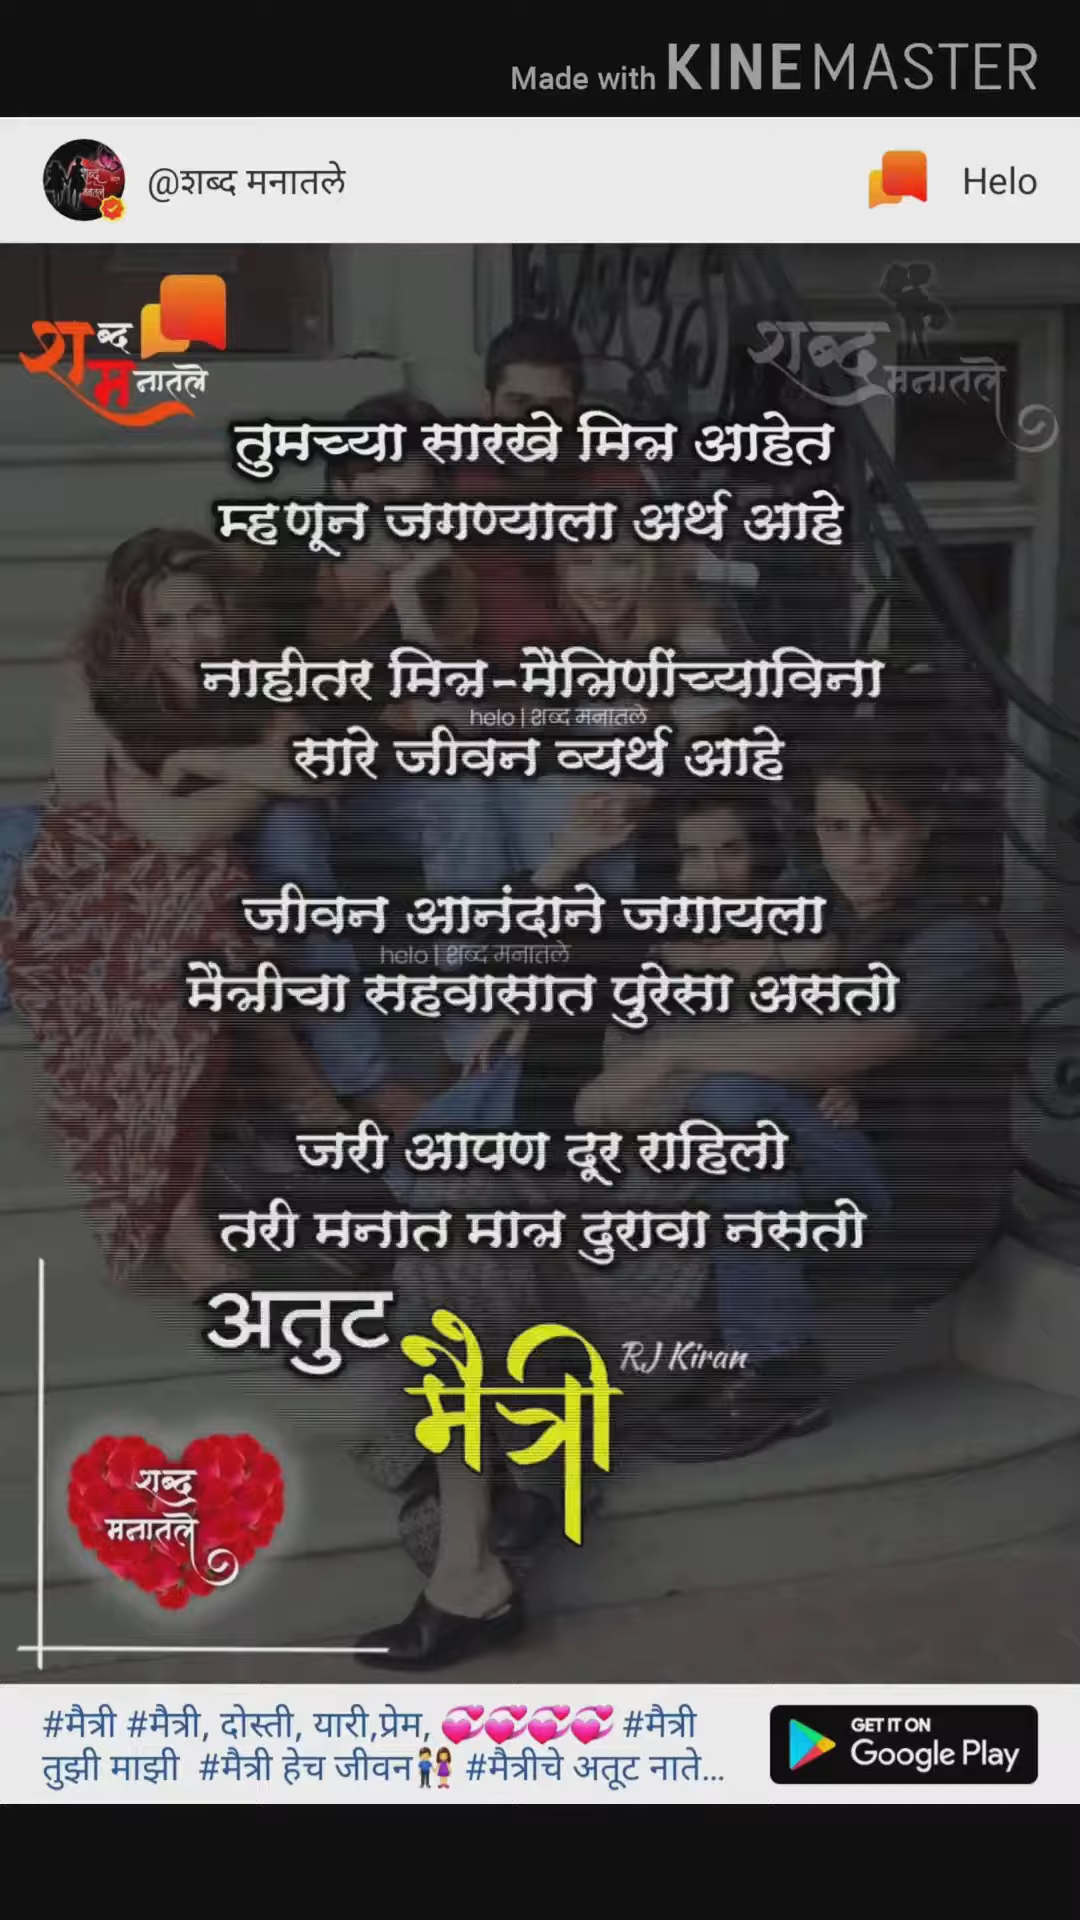 Made with KINEMASTER
@शब्द मनातले
Helo
शब्द
मनातले
शब्द
मनातले
तुमच्या सारखे मित्र आहेत
म्हणून जगण्याला अर्थ आहे
नाहीतर मित्र-मैत्रिणींच्याविना
helo | शब्द मनातले
सारे जीवन व्यर्थ आहे
जीवन आनंदाने जगायला
helo | शब्द मनातले
मैत्रीचा सहवासात पुरेसा असतो
जरी आपण दूर राहिलो
तरी मनात मात्र दुरावा नसतो
अतुट
मैत्री
RJ Kiran
शब्द
मनातले
#मैत्री #मैत्री, दोस्ती, यारी,प्रेम, 💞💞💞💞 #मैत्री
तुझी माझी #मैत्री हेच जीवन👫 #मैत्रीचे अतूट नाते...
GET IT ON
Google Play